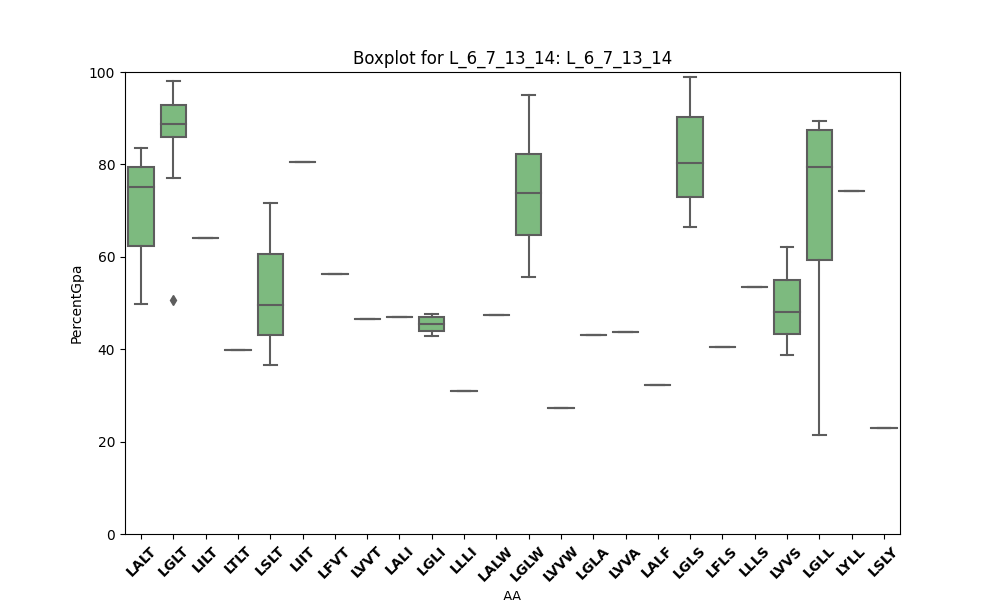 Boxplot for L_6_7_13_14: L_6_7_13_14
100
80
60
40
20
0
PercentGpa
LALT LGLT LILT LTLT LSLT LIIT LFVT LVVT LALI LGLI LLLI LALW LGLW LVVW LGLA LVVA LALF LGLS LFLS LLLS LVVS LGLL LYLL LSLY
AA